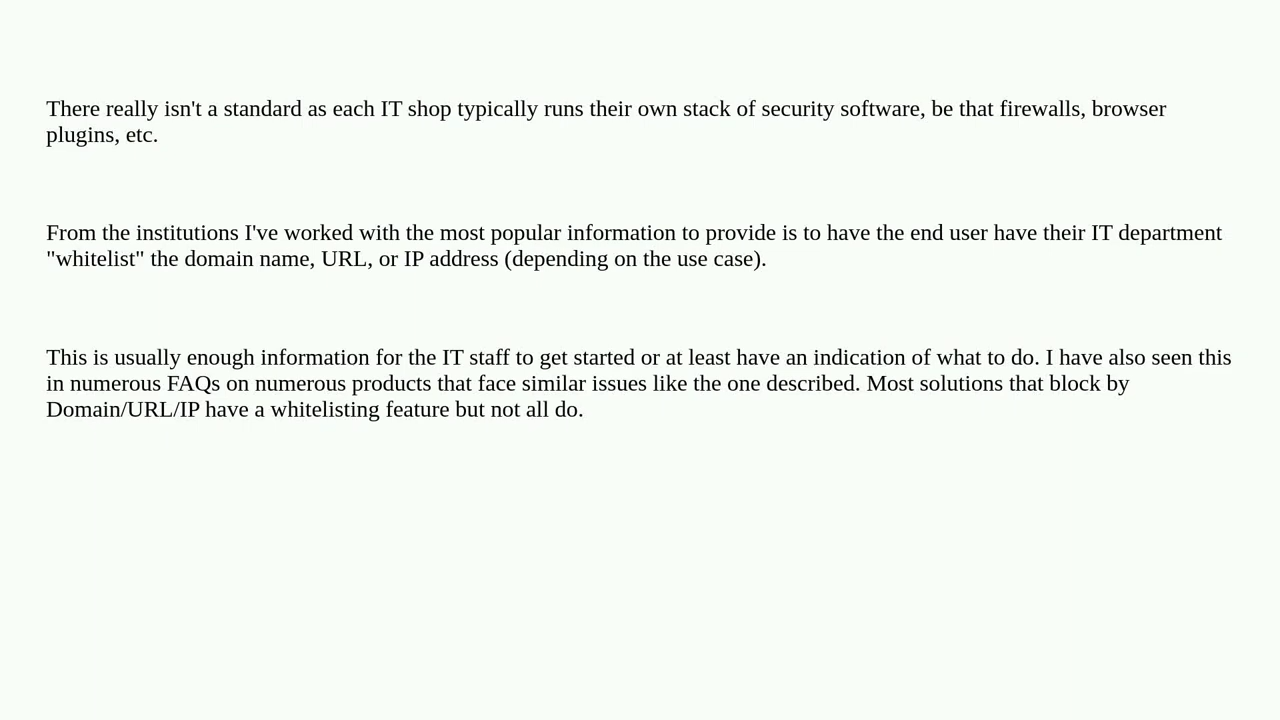 There really isn't a standard as each IT shop typically runs their own stack of security software, be that firewalls, browser
plugins, etc.
From the institutions I've worked with the most popular information to provide is to have the end user have their IT department
"whitelist" the domain name, URL, or IP address (depending on the use case).
This is usually enough information for the IT staff to get started or at least have an indication of what to do. I have also seen this
in numerous FAQs on numerous products that face similar issues like the one described. Most solutions that block by
Domain/URL/IP have a whitelisting feature but not all do.